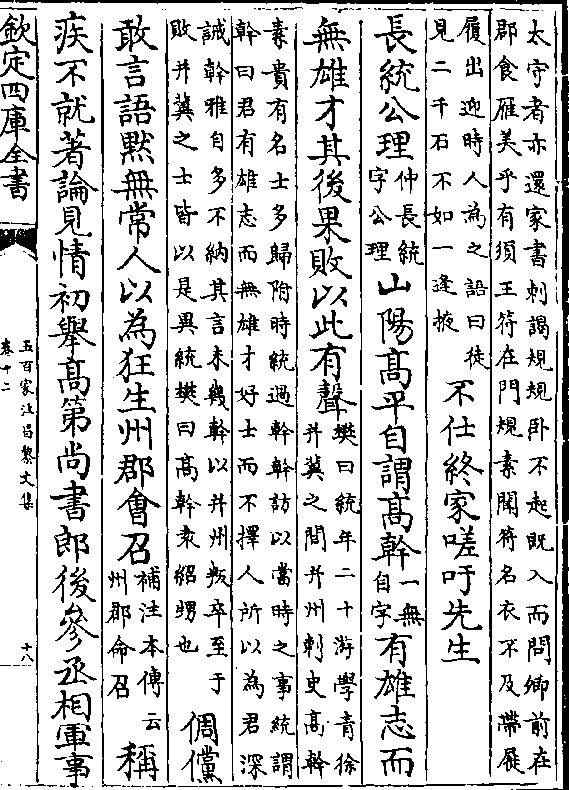 太守者亦還家書刺謁規規卧不起既入而問卿前在
郡食雁美乎有須王符在門規素聞符名衣不及帶屣
履出迎時人為之語曰徒
見二千石不如一逢掖
不仕終家嗟吁先生
長統公理
仲長統
字公理
山陽髙平自謂髙幹
一無
自字
有雄志而
無雄才其後果敗以此有聲
樊曰統年二十游學青徐
并冀之間并州刺史髙幹
素貴有名士多歸附時統過幹幹訪以當時之事統謂
幹曰君有雄志而無雄才好士而不擇人所以為君深
誡幹雅自多不納其言未幾幹以并州叛卒至于
敗并冀之士皆以是異統樊曰髙幹袁紹甥也
倜儻
敢言語黙無常人以為狂生州郡會召
補注本傳云
州郡命召
稱
疾不就著論見情初舉髙第尚書郎後參丞相軍事
欽定四庫全書
五百家注昌黎文集
卷十二
十八